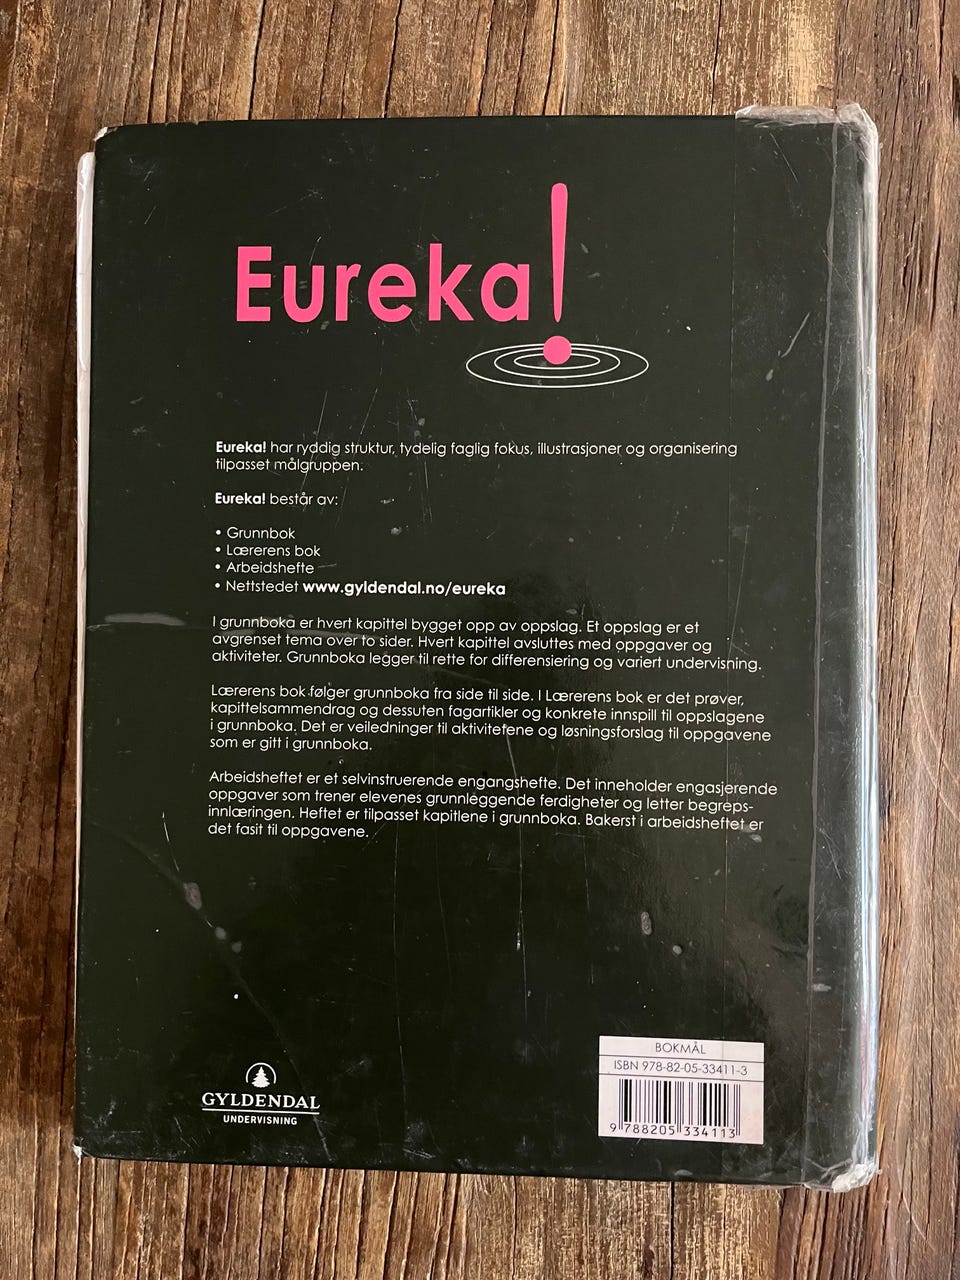 Eureka!
Eureka! har ryddig struktur, tydelig faglig fokus, illustrasjoner og organisering
tilpasset målgruppen.
Eureka! består av:
• Grunnbok
• Lærerens bok
• Arbeidshefte
• Nettstedet www.gyldendal.no/eureka
I grunnboka er hvert kapittel bygget opp av oppslag. Et oppslag er et
avgrenset tema over to sider. Hvert kapittel avsluttes med oppgaver og
aktiviteter. Grunnboka legger til rette for differensiering og variert undervisning.
Lærerens bok følger grunnboka fra side til side. I Lærerens bok er det prøver,
kapittelsammendrag og dessuten fagartikler og konkrete innspill til oppslagene
i grunnboka. Det er veiledninger til aktivitetene og løsningsforslag til oppgavene
som er gitt i grunnboka.
Arbeidsheftet er et selvinstruerende engangshefte. Det inneholder engasjerende
oppgaver som trener elevenes grunnleggende ferdigheter og letter begreps-
innlæringen. Heftet er tilpasset kapitlene i grunnboka. Bakerst i arbeidsheftet er
det fasit til oppgavene.
GYLDENDAL
UNDERVISNING
BOKMÅL
ISBN 978-82-05-33411-3
9 788205 334113